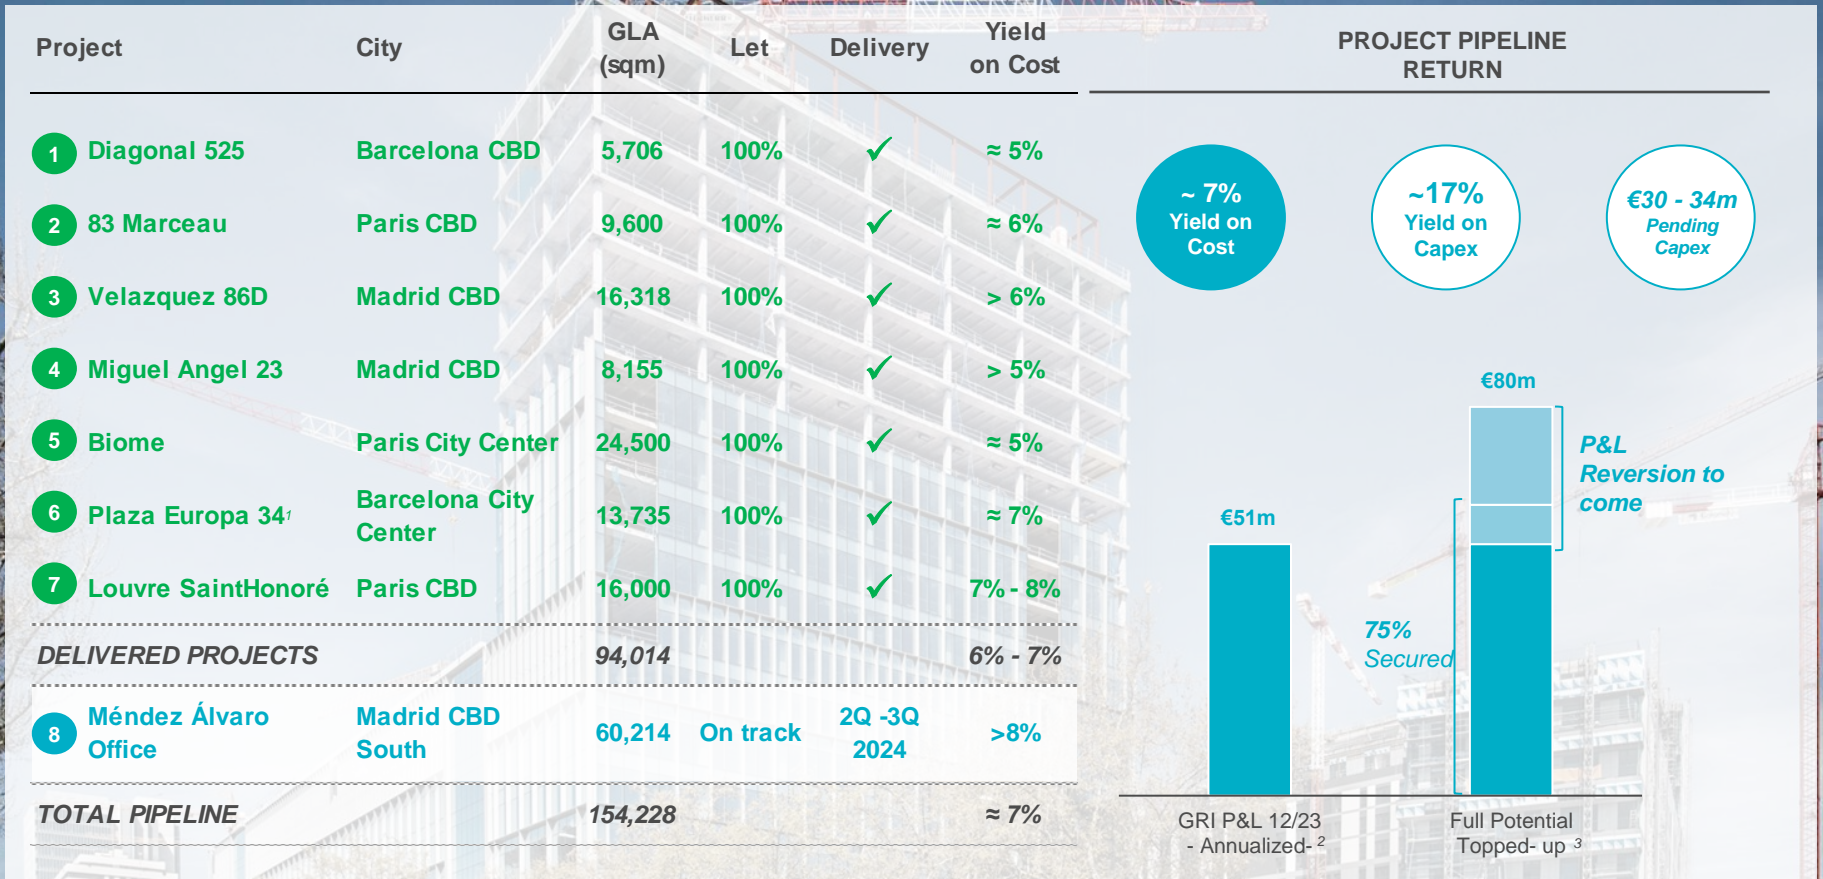 Project City GLA (sqm) Let Delivery Yield on Cost
1 Diagonal 525 Barcelona CBD 5,706 100% ✓ ≈ 5%
2 83 Marceau Paris CBD 9,600 100% ✓ ≈ 6%
3 Velazquez 86D Madrid CBD 16,318 100% ✓ > 6%
4 Miguel Angel 23 Madrid CBD 8,155 100% ✓ > 5%
5 Biome Paris City Center 24,500 100% ✓ ≈ 5%
6 Plaza Europa 34¹ Barcelona City Center 13,735 100% ✓ ≈ 7%
7 Louvre SaintHonoré Paris CBD 16,000 100% ✓ 7% - 8%
DELIVERED PROJECTS 94,014 6% - 7%
8 Méndez Álvaro Office Madrid CBD South 60,214 On track 2Q -3Q 2024 >8%
TOTAL PIPELINE 154,228 ≈ 7%
PROJECT PIPELINE
RETURN
~ 7%
Yield on
Cost
~17%
Yield on
Capex
€30 - 34m
Pending
Capex
€80m
P&L
Reversion to
come
€51m
75%
Secured
GRI P&L 12/23
- Annualized- ²
Full Potential
Topped- up ³